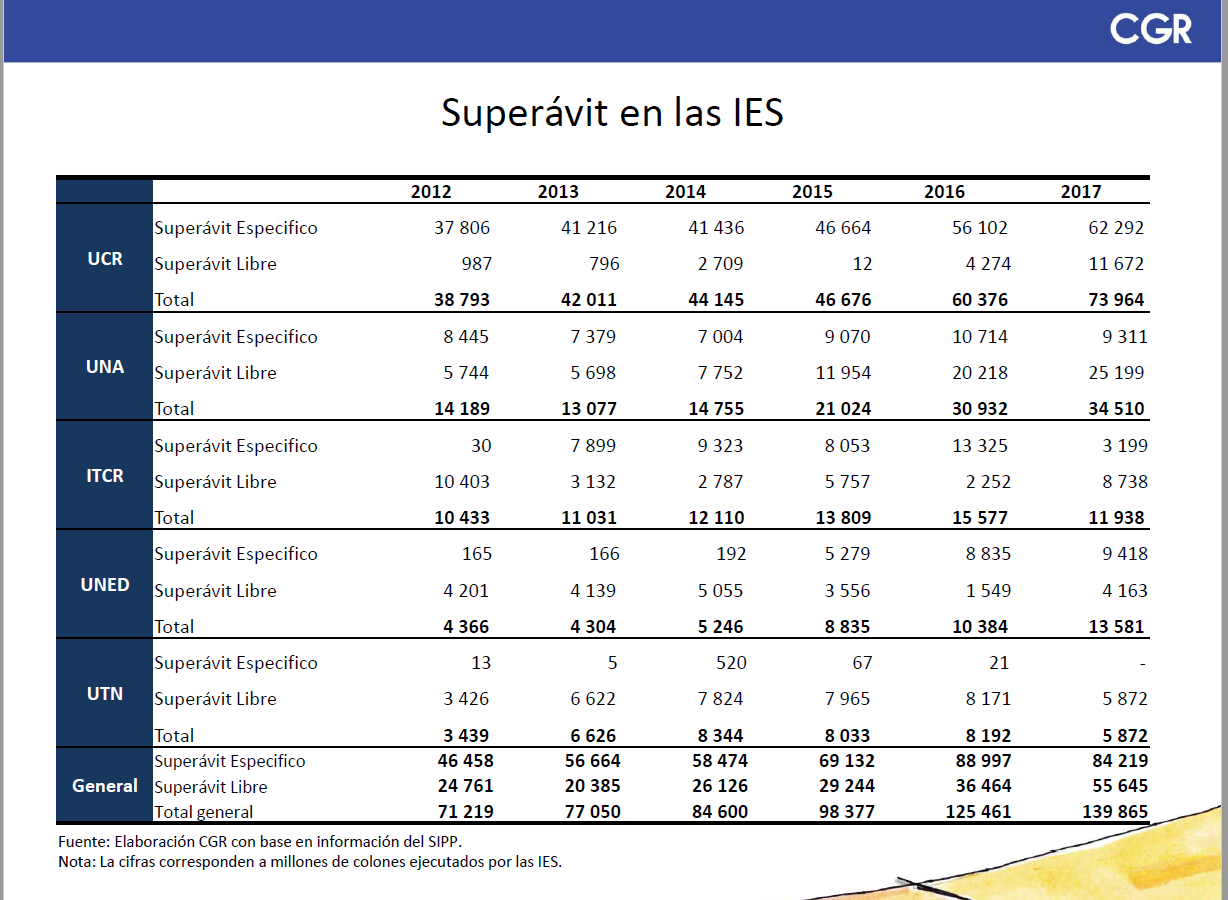 CGR
Superávit en las IES
2012 2013 2014 2015 2016 2017
UCR
Superávit Especifico 37 806 41 216 41 436 46 664 56 102 62 292
Superávit Libre 987 796 2 709 12 4 274 11 672
Total 38 793 42 011 44 145 46 676 60 376 73 964
UNA
Superávit Especifico 8 445 7 379 7 004 9 070 10 714 9 311
Superávit Libre 5 744 5 698 7 752 11 954 20 218 25 199
Total 14 189 13 077 14 755 21 024 30 932 34 510
ITCR
Superávit Especifico 30 7 899 9 323 8 053 13 325 3 199
Superávit Libre 10 403 3 132 2 787 5 757 2 252 8 738
Total 10 433 11 031 12 110 13 809 15 577 11 938
UNED
Superávit Especifico 165 166 192 5 279 8 835 9 418
Superávit Libre 4 201 4 139 5 055 3 556 1 549 4 163
Total 4 366 4 304 5 246 8 835 10 384 13 581
UTN
Superávit Especifico 13 5 520 67 21 -
Superávit Libre 3 426 6 622 7 824 7 965 8 171 5 872
Total 3 439 6 626 8 344 8 033 8 192 5 872
General
Superávit Especifico 46 458 56 664 58 474 69 132 88 997 84 219
Superávit Libre 24 761 20 385 26 126 29 244 36 464 55 645
Total general 71 219 77 050 84 600 98 377 125 461 139 865
Fuente: Elaboración CGR con base en información del SIPP.
Nota: La cifras corresponden a millones de colones ejecutados por las IES.